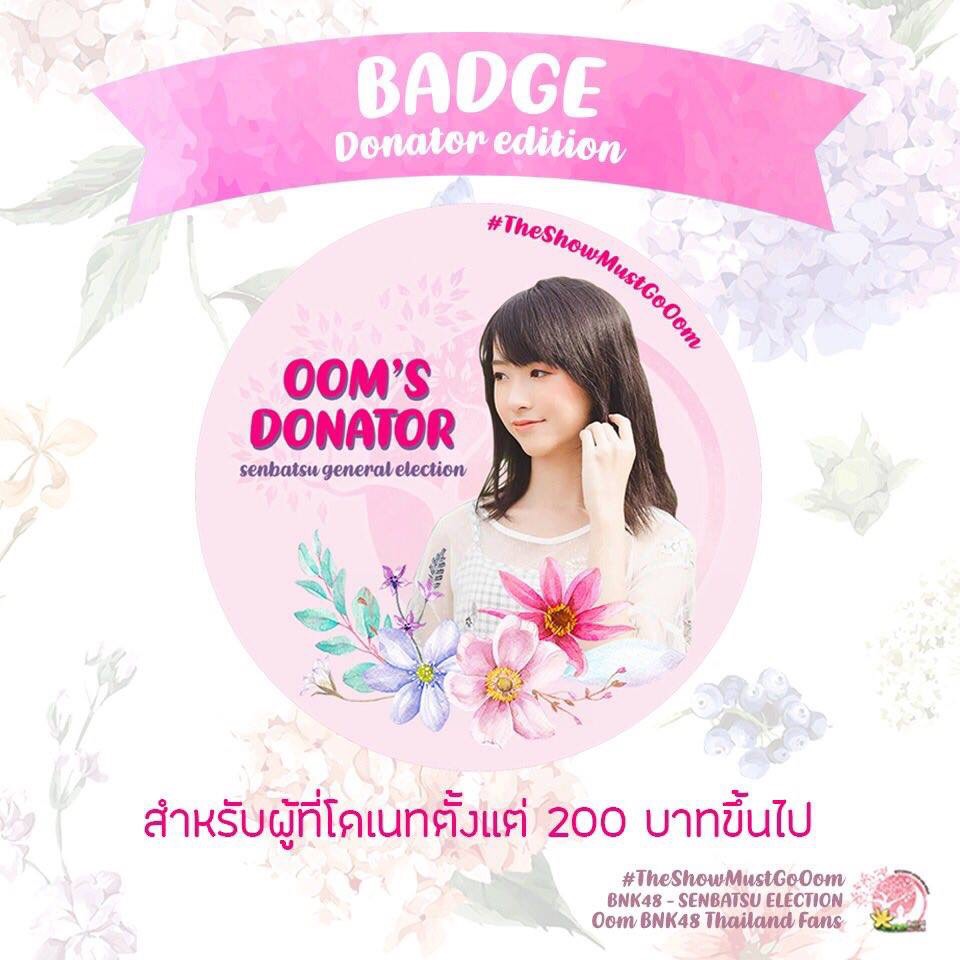 BADGE
Donator edition
#TheShowMustGoOom
OOM'S
DONATOR
senbatsu general election
สำหรับผู้ที่โดเนทตั้งแต่ 200 บาทขึ้นไป
#TheShowMustGoOom
BNK48 - SENBATSU ELECTION
Oom BNK48 Thailand Fans